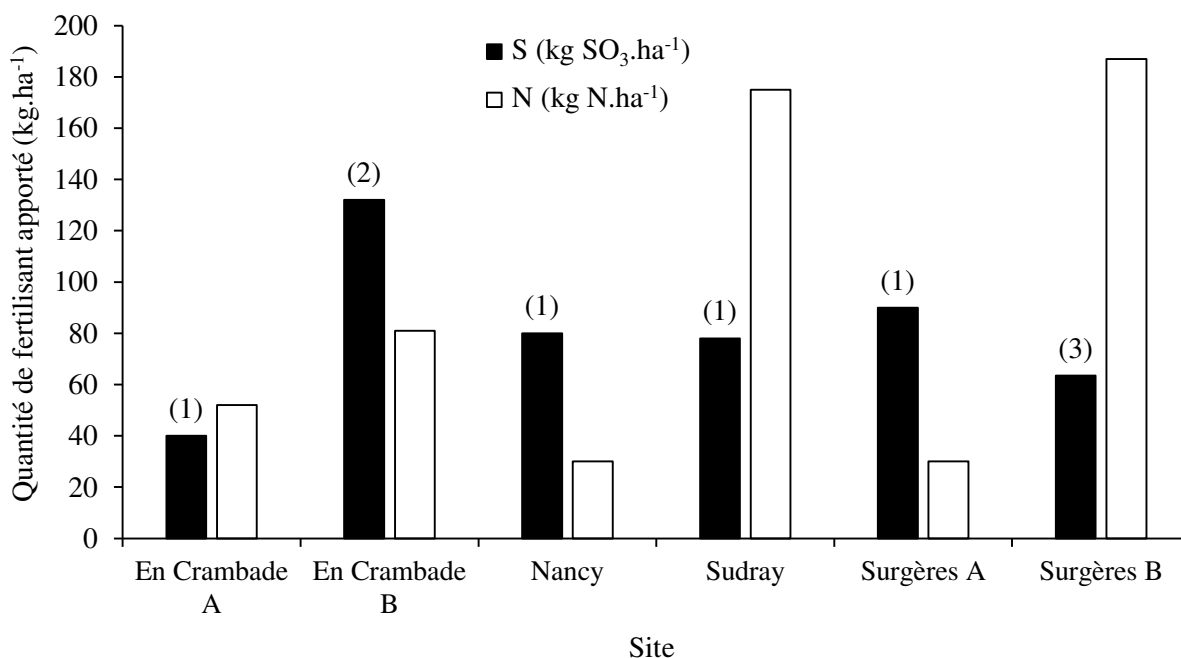 Quantité de fertilisant apporté (kg.ha⁻¹)
200
180
160
140
120
100
80
60
40
20
0
S (kg SO₃.ha⁻¹)
N (kg N.ha⁻¹)
(1)
(2)
(1)
(1)
(1)
(3)
En Crambade
A
En Crambade
B
Nancy
Sudray
Surgères A
Surgères B
Site